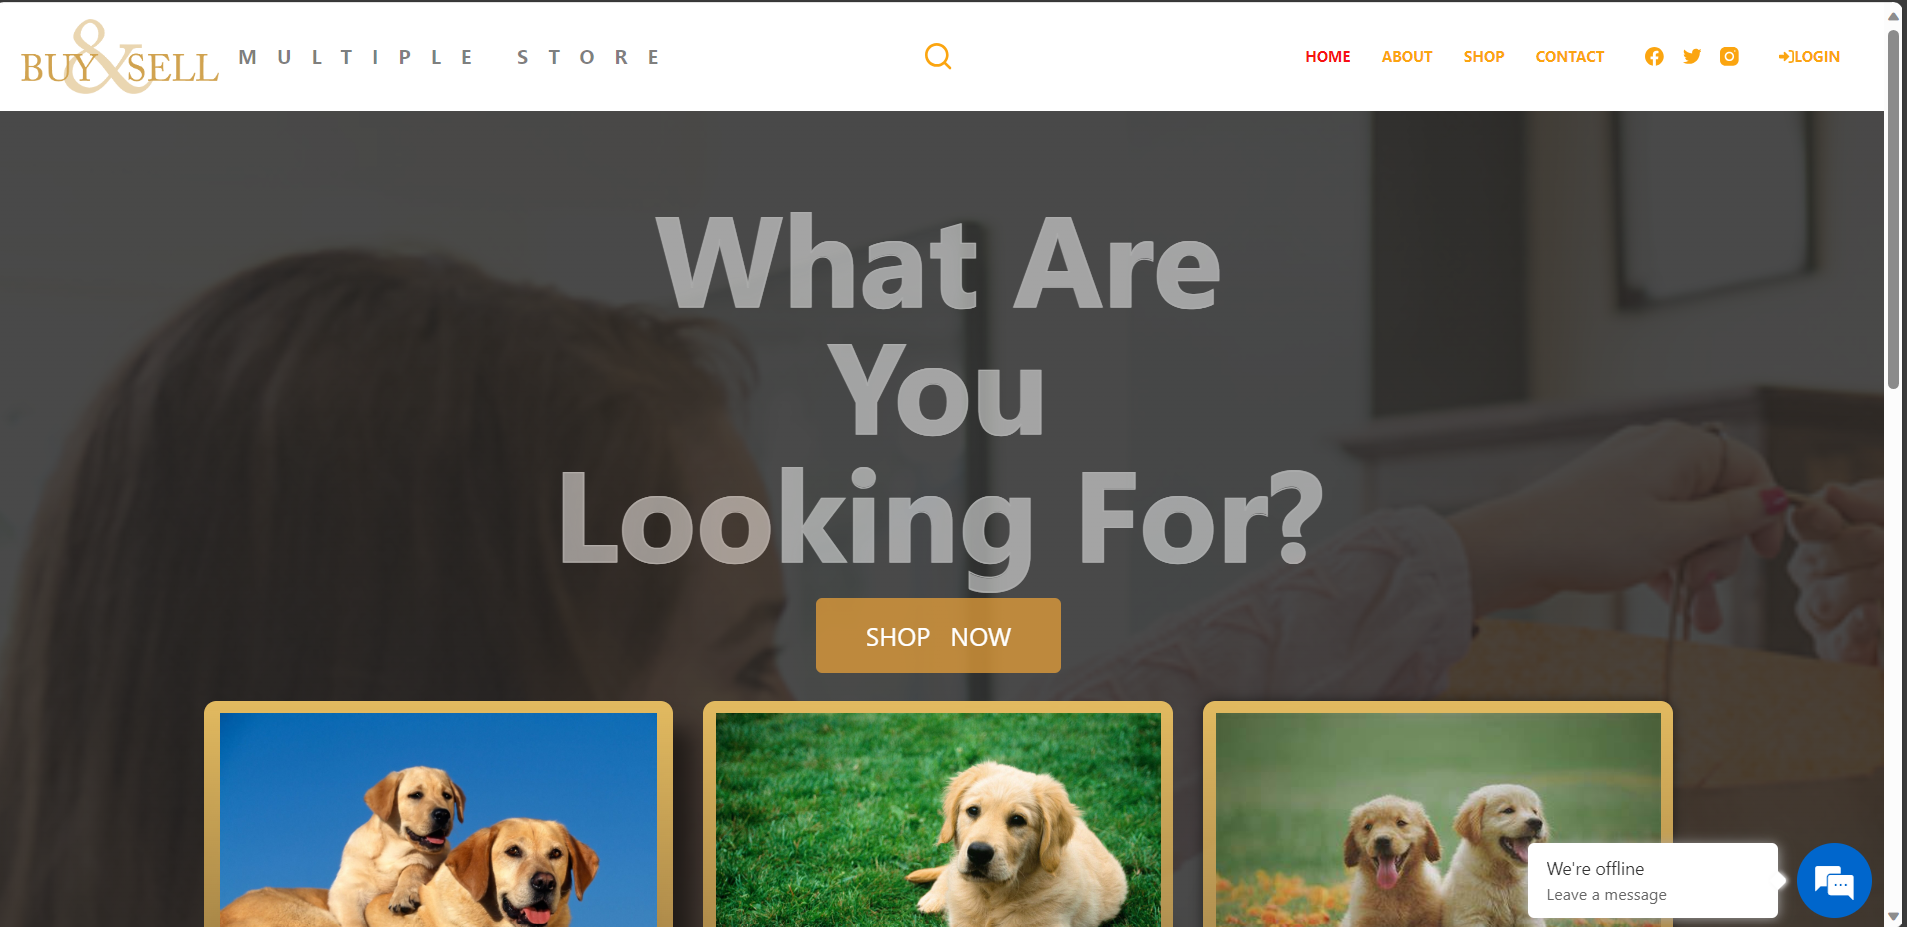 BUY & SELL MULTIPLE STORE
HOME ABOUT SHOP CONTACT LOGIN
What Are
You
Looking For?
SHOP NOW
We're offline
Leave a message